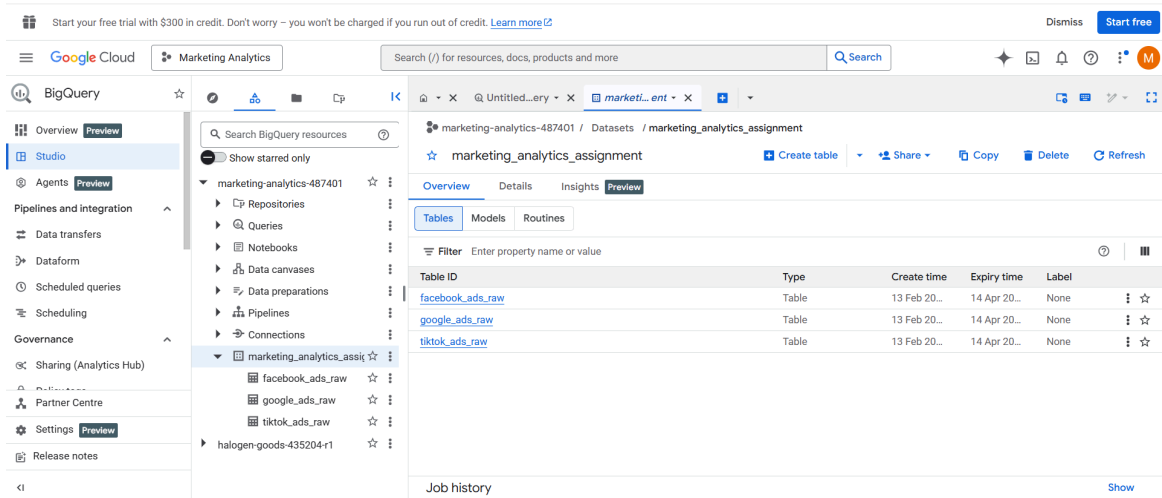 Start your free trial with $300 in credit. Don't worry – you won't be charged if you run out of credit. Learn more
Dismiss
Start free
Google Cloud
Marketing Analytics
Search (/) for resources, docs, products and more
Search
M
BigQuery
Overview Preview
Studio
Agents Preview
Pipelines and integration
Data transfers
Dataform
Scheduled queries
Scheduling
Governance
Sharing (Analytics Hub)
Policy tags
Partner Centre
Settings Preview
Release notes
Search BigQuery resources
Show starred only
marketing-analytics-487401
Repositories
Queries
Notebooks
Data canvases
Data preparations
Pipelines
Connections
marketing_analytics_assig
facebook_ads_raw
google_ads_raw
tiktok_ads_raw
halogen-goods-435204-r1
Untitled...ery
marketi... ent
marketing-analytics-487401 / Datasets / marketing_analytics_assignment
marketing_analytics_assignment
Create table
Share
Copy
Delete
Refresh
Overview
Details
Insights Preview
Tables
Models
Routines
Filter Enter property name or value
Table ID Type Create time Expiry time Label
facebook_ads_raw Table 13 Feb 20... 14 Apr 20... None
google_ads_raw Table 13 Feb 20... 14 Apr 20... None
tiktok_ads_raw Table 13 Feb 20... 14 Apr 20... None
Job history
Show